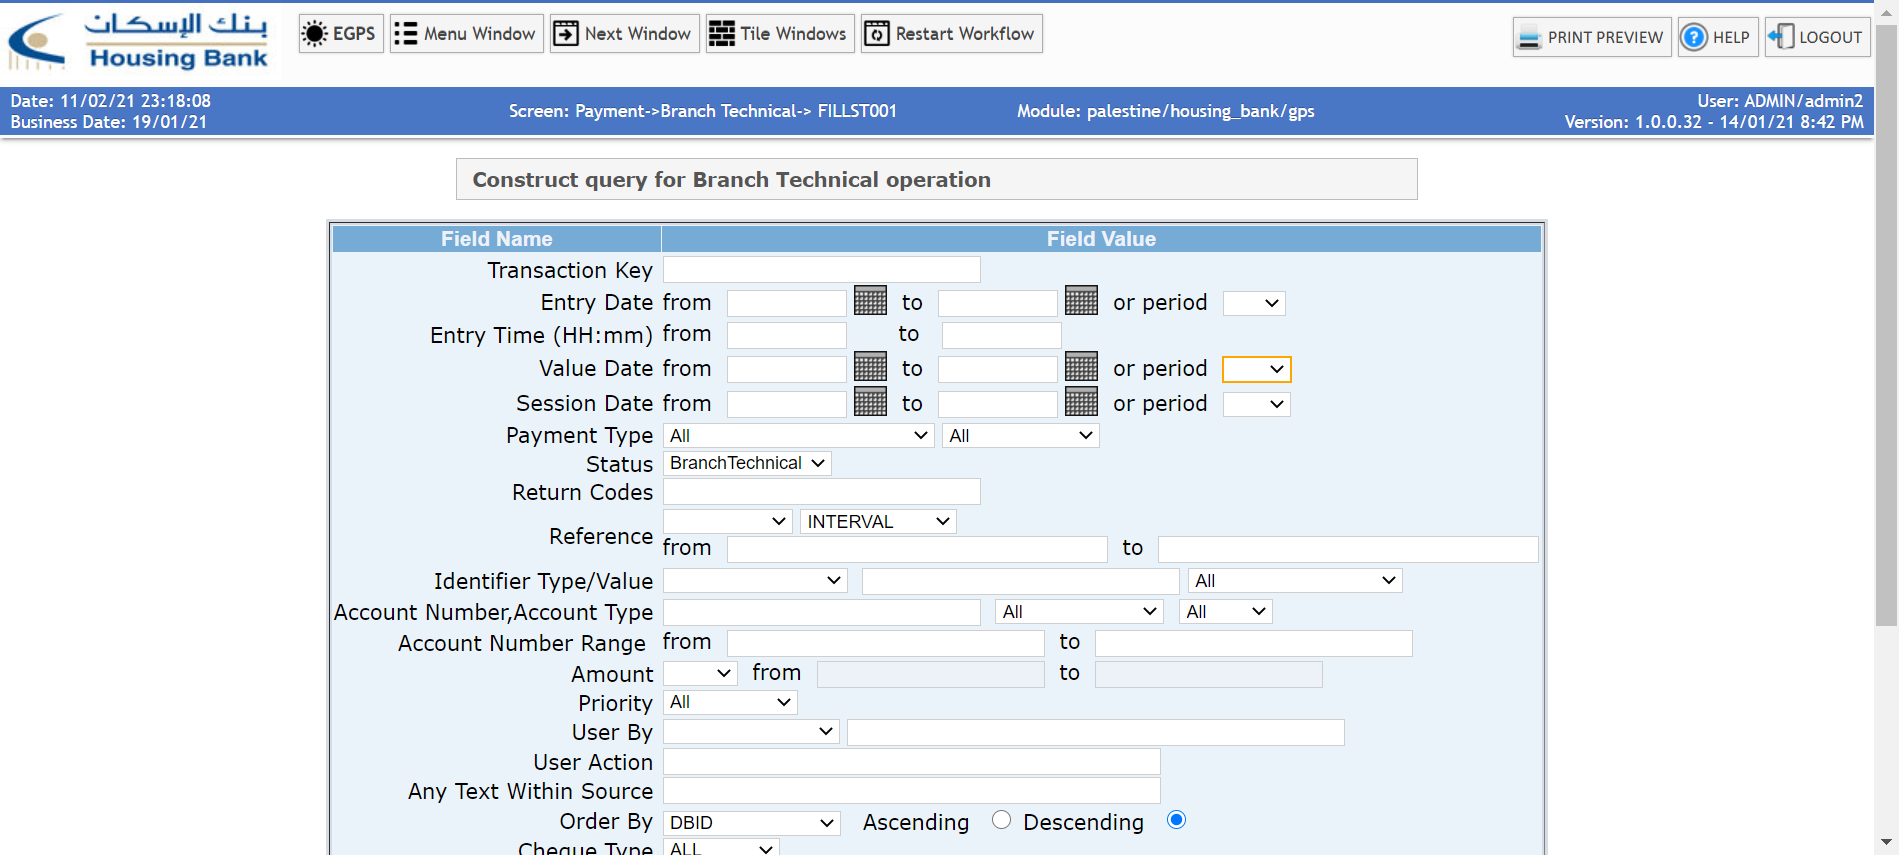 بنك الإسكان
Housing Bank
EGPS
Menu Window
Next Window
Tile Windows
Restart Workflow
PRINT PREVIEW
HELP
LOGOUT
Date: 11/02/21 23:18:08
Business Date: 19/01/21
Screen: Payment->Branch Technical-> FILLST001
Module: palestine/housing_bank/gps
User: ADMIN/admin2
Version: 1.0.0.32 - 14/01/21 8:42 PM
Construct query for Branch Technical operation
Field Name Field Value
Transaction Key
Entry Date from to or period
Entry Time (HH:mm) from to
Value Date from to or period
Session Date from to or period
Payment Type All All
Status BranchTechnical
Return Codes
Reference INTERVAL
from to
Identifier Type/Value All
Account Number,Account Type All All
Account Number Range from to
Amount from to
Priority All
User By
User Action
Any Text Within Source
Order By DBID Ascending Descending
Cheque Type ALL